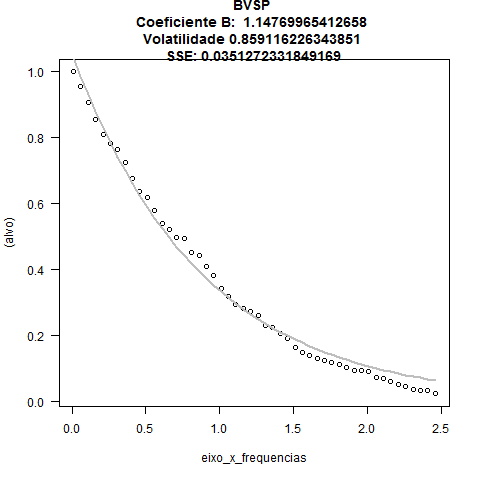 BVSP
Coeficiente B:  1.14769965412658
Volatilidade 0.859116226343851
SSE: 0.0351272331849169
1.0
0.8
0.6
0.4
0.2
0.0
(alvo)
0.0 0.5 1.0 1.5 2.0 2.5
eixo_x_frequencias